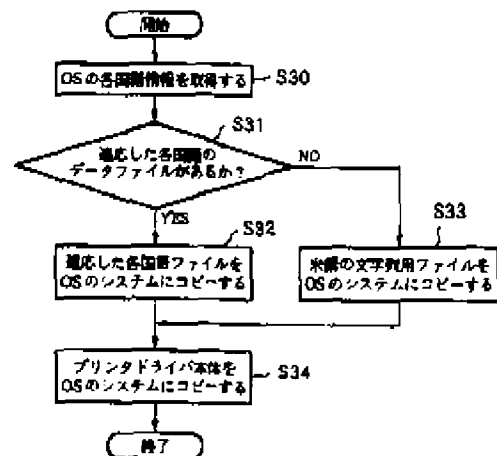 開始
OSの各国語情報を取得する
S30
S31
適応した各国語の
データファイルがあるか?
NO
YES
S32
S33
適応した各国語ファイルを
OSのシステムにコピーする
米語の文字列用ファイルを
OSのシステムにコピーする
プリンタドライバ本体を
OSのシステムにコピーする
S34
終了